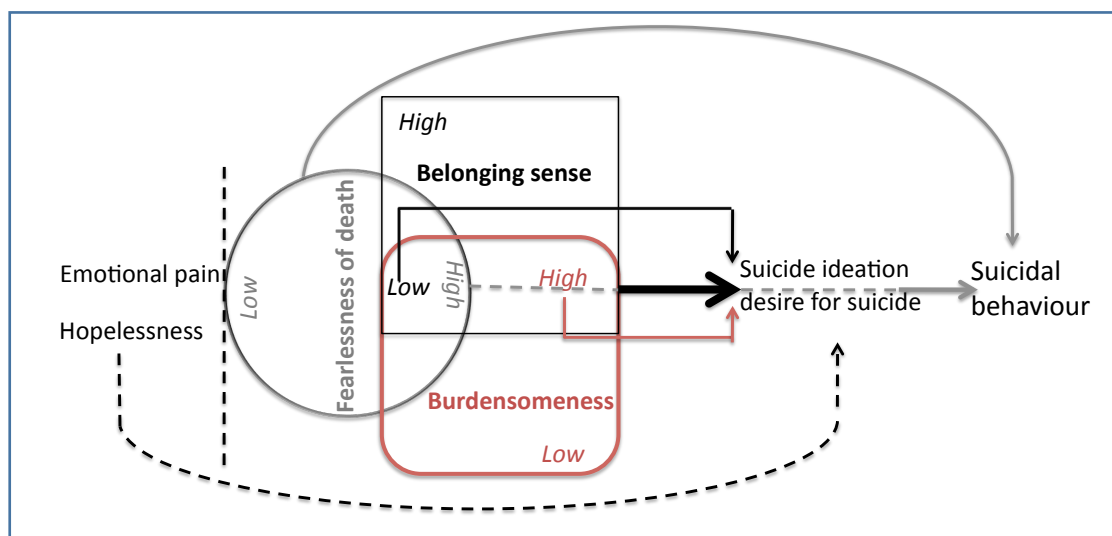 High
Belonging sense
Fearlessness of death
Emotional pain
Low
Low
High
High
Suicide ideation
desire for suicide
Suicidal
behaviour
Hopelessness
Burdensomeness
Low